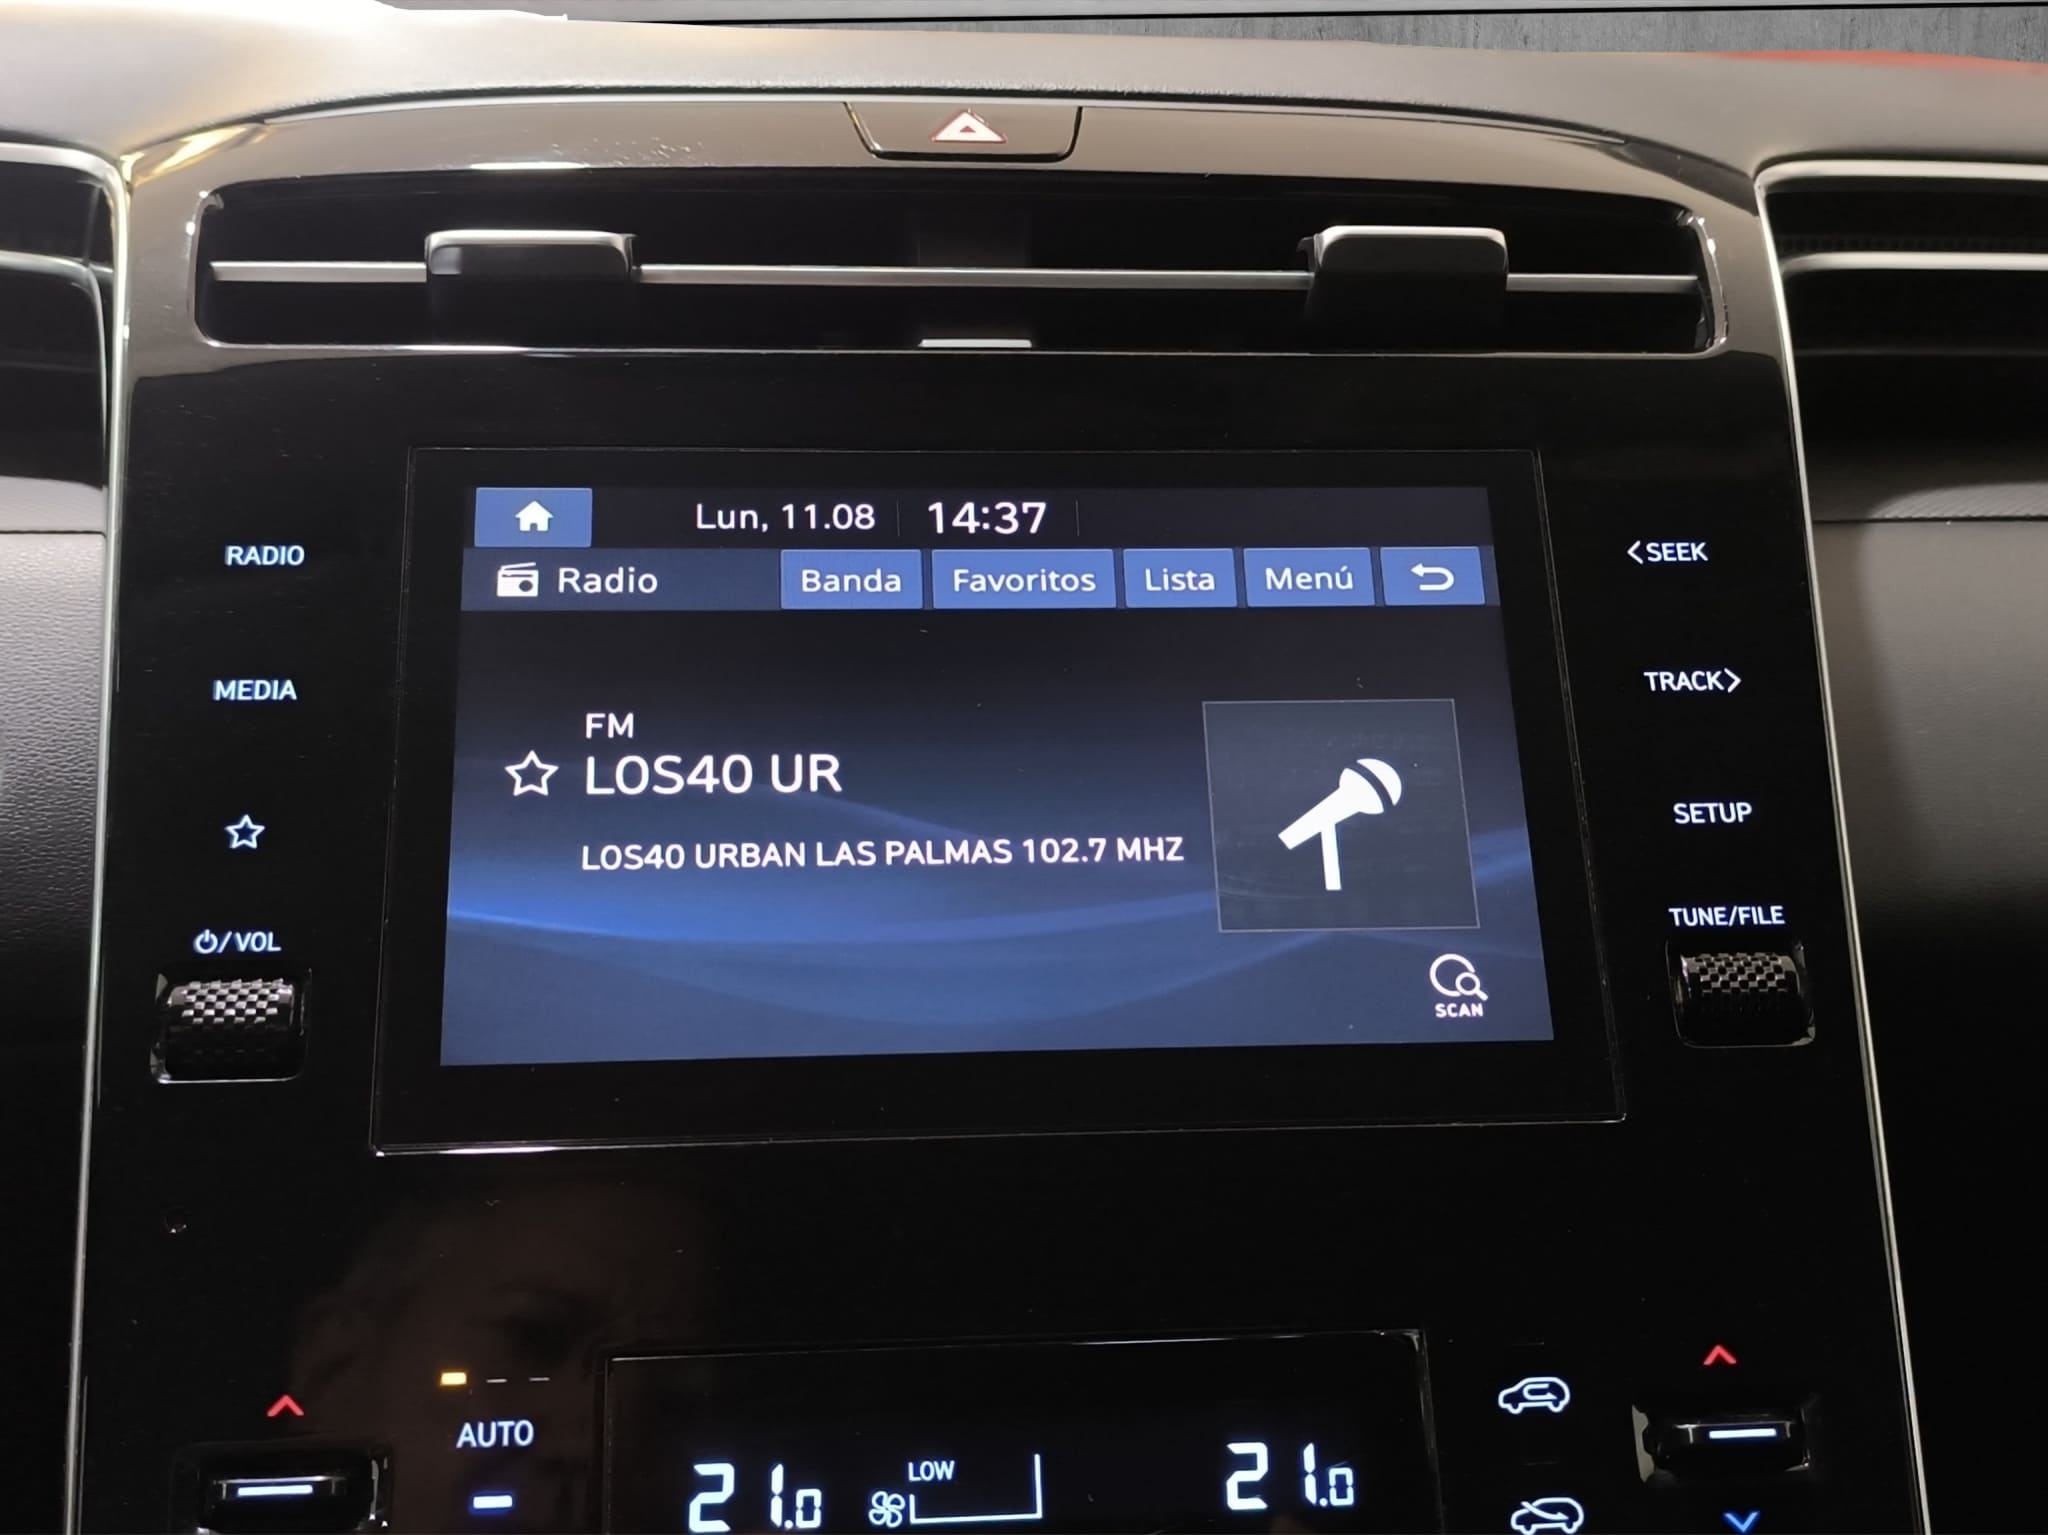 Lun, 11.08 14:37
RADIO
Radio Banda Favoritos Lista Menú
<SEEK
MEDIA
TRACK>
FM
LOS40 UR
LOS40 URBAN LAS PALMAS 102.7 MHZ
SETUP
/VOL
TUNE/FILE
SCAN
AUTO
21.0 LOW 21.0